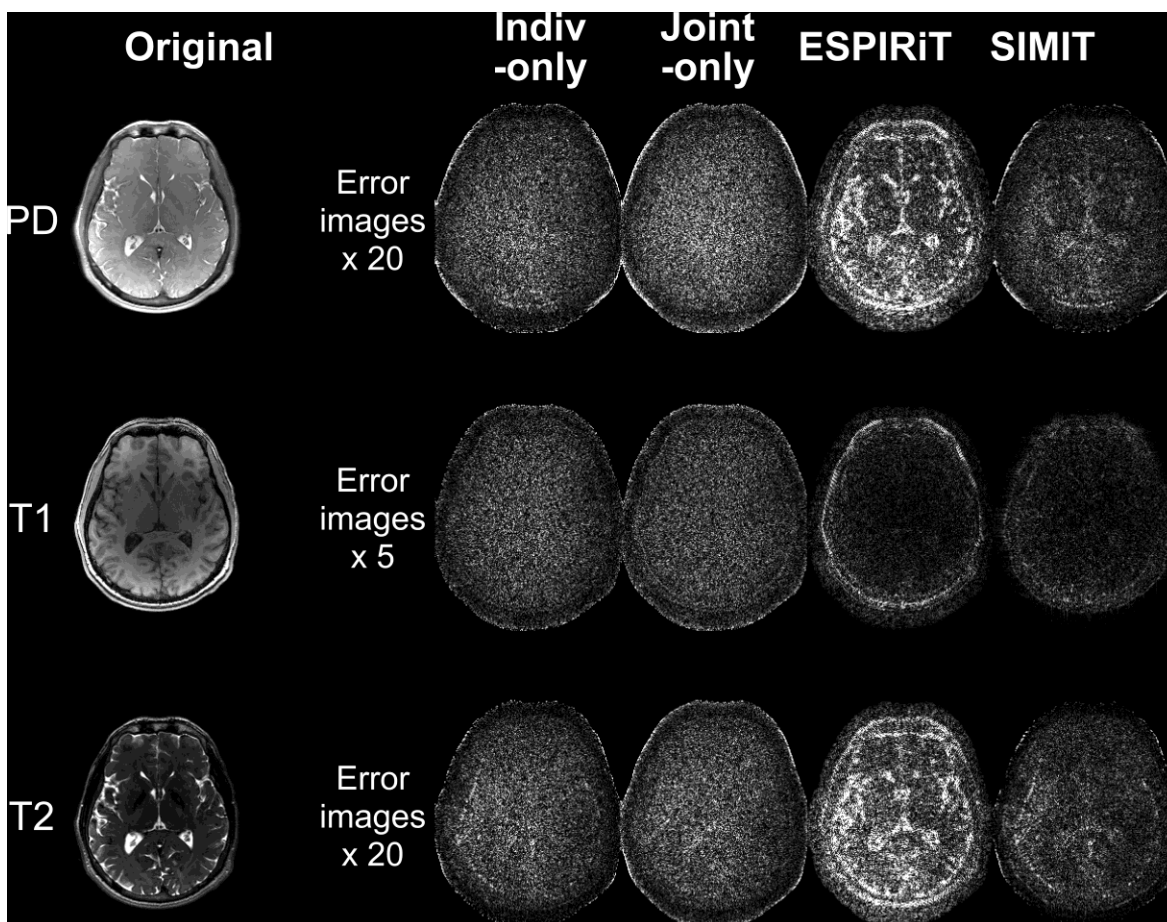 Original
Indiv
-only
Joint
-only
ESPIRiT
SIMIT
PD
Error
images
x 20
T1
Error
images
x 5
T2
Error
images
x 20